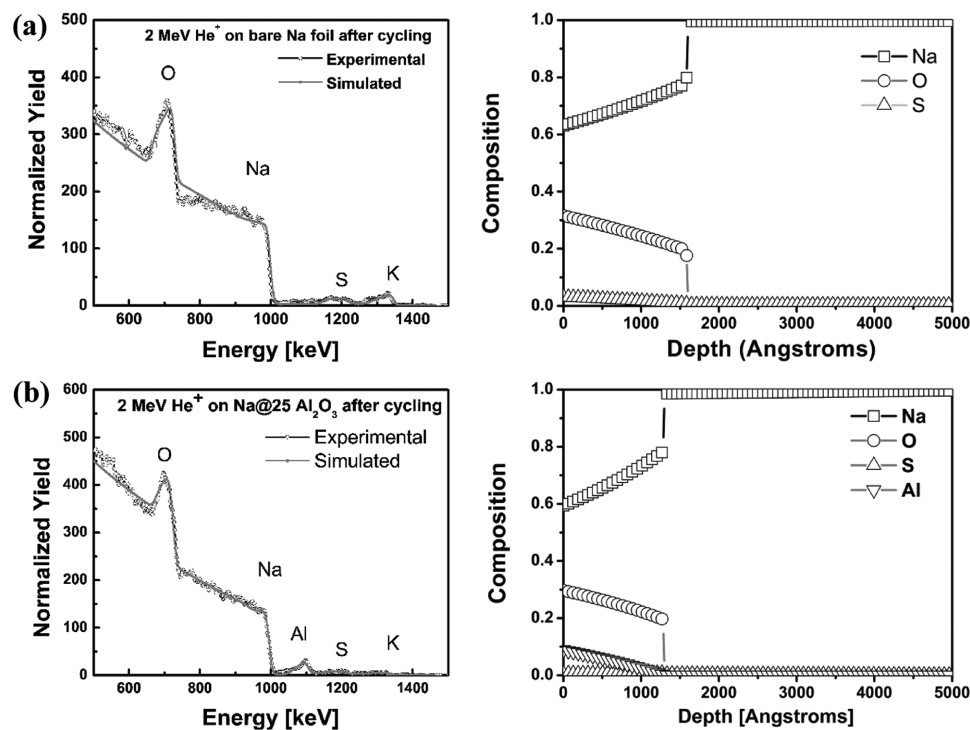 (a)
2 MeV He+ on bare Na foil after cycling
Experimental
Simulated
O
Na
S
K
Normalized Yield
500
400
300
200
100
0
600 800 1000 1200 1400
Energy [keV]
Na
O
S
Composition
1.0
0.8
0.6
0.4
0.2
0.0
0 1000 2000 3000 4000 5000
Depth (Angstroms)
(b)
2 MeV He+ on Na@25 Al2O3 after cycling
Experimental
Simulated
O
Na
Al
S
K
Normalized Yield
600
500
400
300
200
100
0
600 800 1000 1200 1400
Energy [keV]
Na
O
S
Al
Composition
1.0
0.8
0.6
0.4
0.2
0.0
0 1000 2000 3000 4000 5000
Depth [Angstroms]